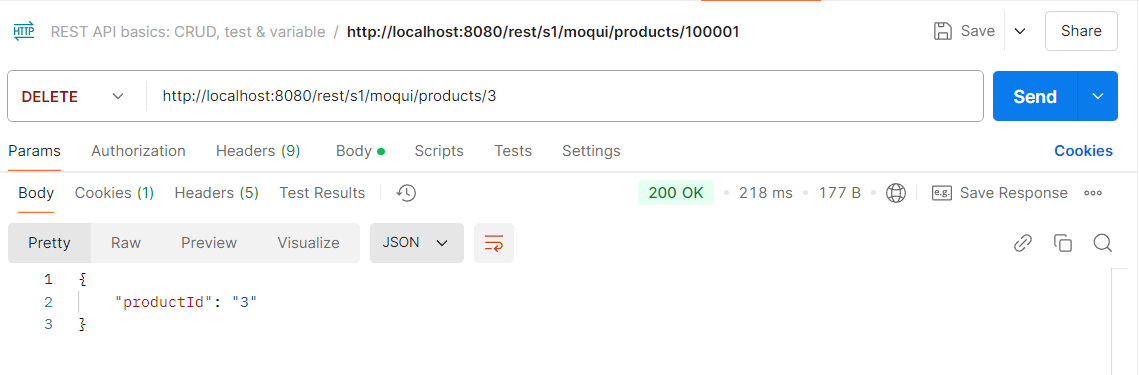 HTTP REST API basics: CRUD, test & variable / http://localhost:8080/rest/s1/moqui/products/100001 Save Share
DELETE http://localhost:8080/rest/s1/moqui/products/3 Send
Params Authorization Headers (9) Body Scripts Tests Settings Cookies
Body Cookies (1) Headers (5) Test Results 200 OK • 218 ms • 177 B • e.g. Save Response
Pretty Raw Preview Visualize JSON
1 {
2 "productId": "3"
3 }